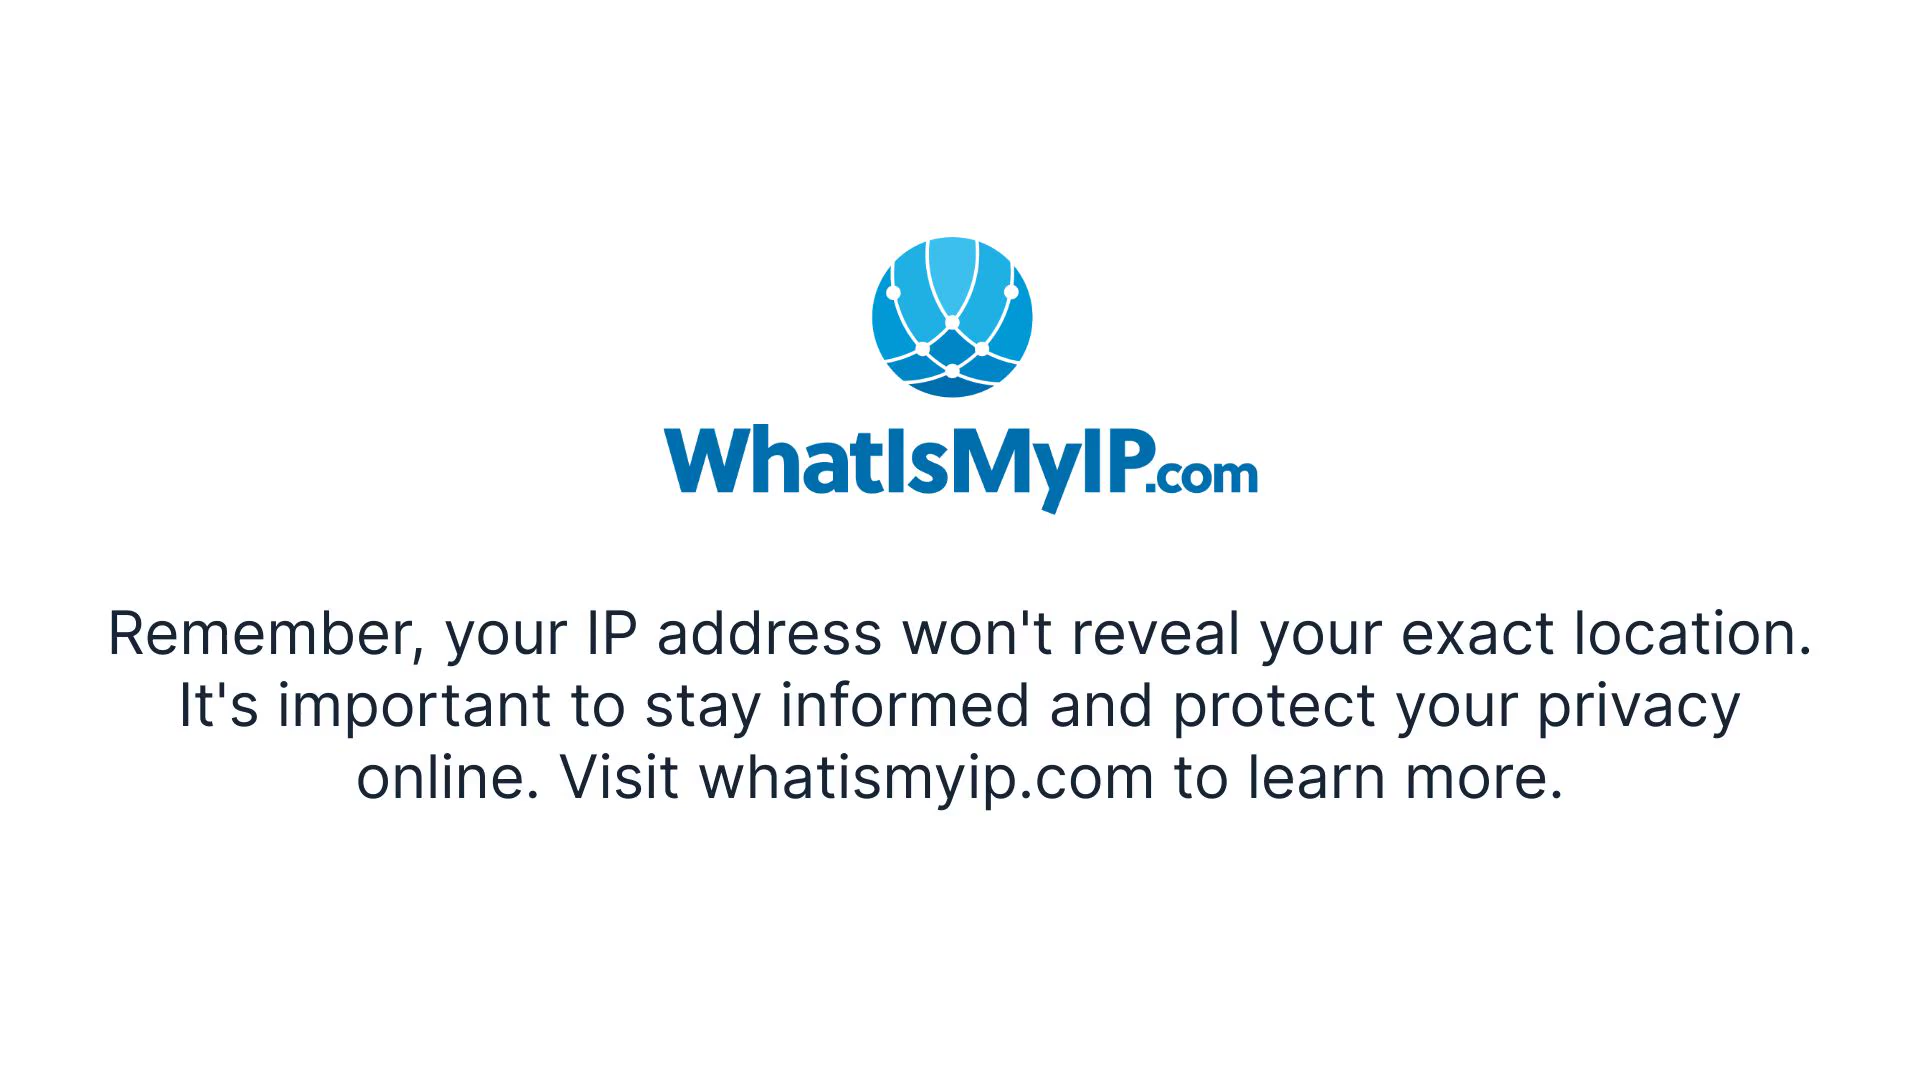 WhatIsMyIP.com
Remember, your IP address won't reveal your exact location.
It's important to stay informed and protect your privacy
online. Visit whatismyip.com to learn more.